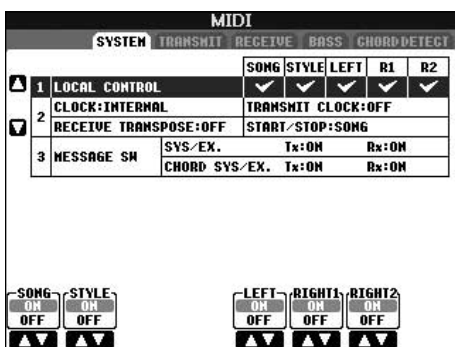 MIDI
SYSTEM TRANSMIT RECEIVE BASS CHORD DETECT
SONG STYLE LEFT R1 R2
1 LOCAL CONTROL
2 CLOCK:INTERNAL TRANSMIT CLOCK:OFF
RECEIVE TRANSPOSE:OFF START/STOP:SONG
3 MESSAGE SW SYS/EX. Tx:ON Rx:ON
CHORD SYS/EX. Tx:ON Rx:ON
SONG STYLE LEFT RIGHT1 RIGHT2
ON ON ON ON ON
OFF OFF OFF OFF OFF